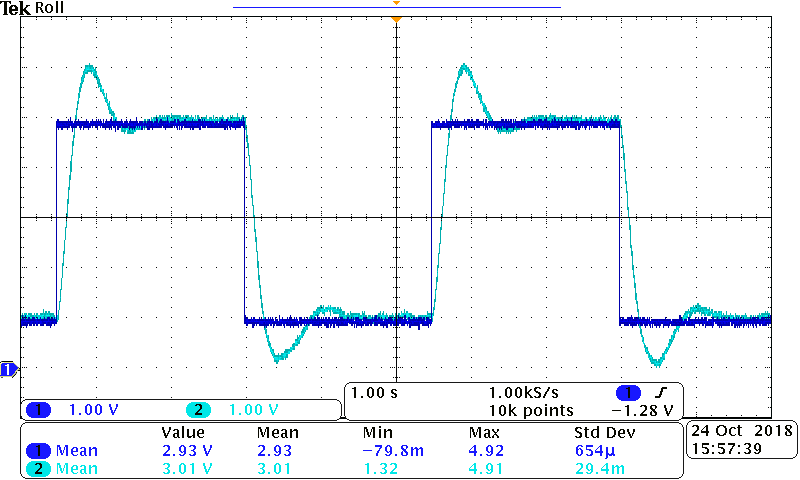 Tek Roll
1
1 1.00 V 2 1.00 V
1.00 s 1.00kS/s 1
10k points −1.28 V
Value Mean Min Max Std Dev
1 Mean 2.93 V 2.93 −79.8m 4.92 654µ
2 Mean 3.01 V 3.01 1.32 4.91 29.4m
24 Oct 2018
15:57:39